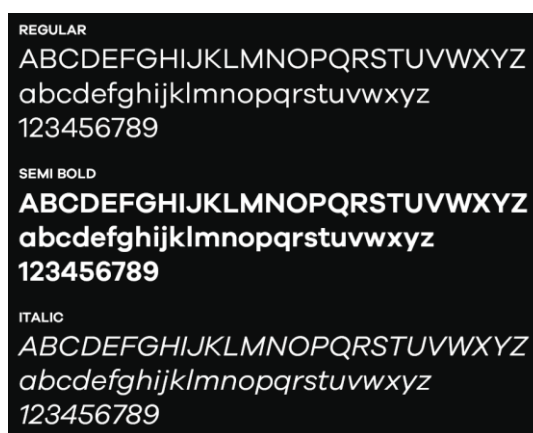 REGULAR
ABCDEFGHIJKLMNOPQRSTUVWXYZ
abcdefghijklmnopqrstuvwxyz
123456789
SEMI BOLD
ABCDEFGHIJKLMNOPQRSTUVWXYZ
abcdefghijklmnopqrstuvwxyz
123456789
ITALIC
ABCDEFGHIJKLMNOPQRSTUVWXYZ
abcdefghijklmnopqrstuvwxyz
123456789